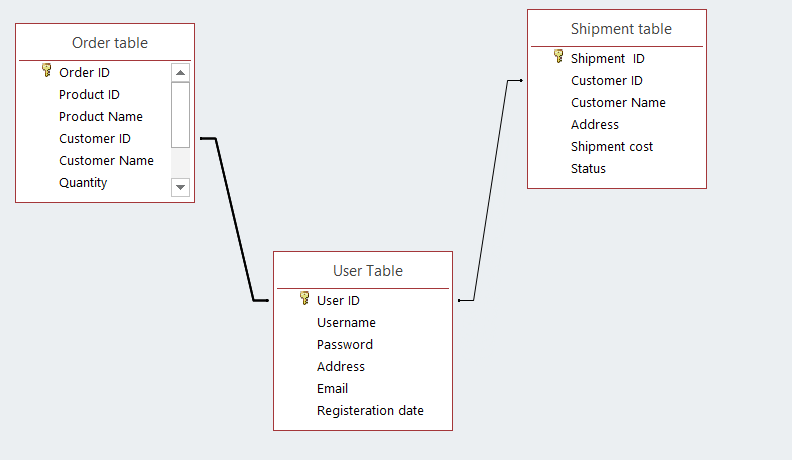 Order table
Order ID
Product ID
Product Name
Customer ID
Customer Name
Quantity
Shipment table
Shipment  ID
Customer ID
Customer Name
Address
Shipment cost
Status
User Table
User ID
Username
Password
Address
Email
Registeration date